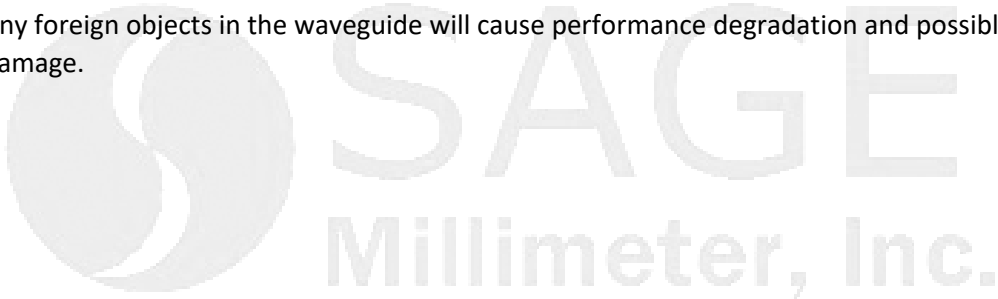 ny foreign objects in the waveguide will cause performance degradation and possibl
amage.
SAGE
Millimeter, Inc.